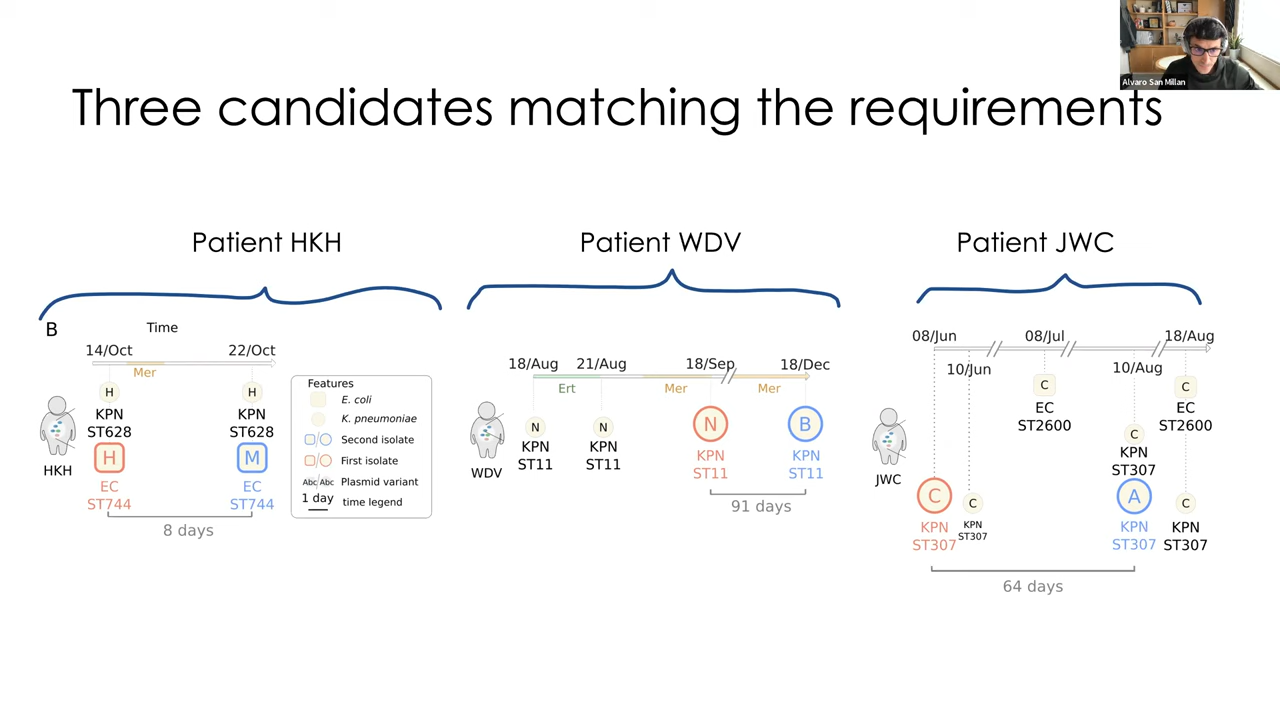 Alvaro San Millan
Three candidates matching the requirements
Patient HKH
Patient WDV
Patient JWC
B
Time
14/Oct
22/Oct
Mer
H
H
KPN
ST628
KPN
ST628
HKH
H
M
EC
ST744
EC
ST744
8 days
Features
E. coli
K. pneumoniae
Second isolate
First isolate
Abc/Abc Plasmid variant
1 day time legend
18/Aug
21/Aug
18/Sep
18/Dec
Ert
Mer
Mer
N
N
N
B
WDV
KPN
ST11
KPN
ST11
KPN
ST11
KPN
ST11
91 days
08/Jun
08/Jul
18/Aug
10/Jun
10/Aug
C
EC
ST2600
C
EC
ST2600
C
KPN
ST307
JWC
C
KPN
ST307
C
KPN
ST307
A
KPN
ST307
C
KPN
ST307
64 days